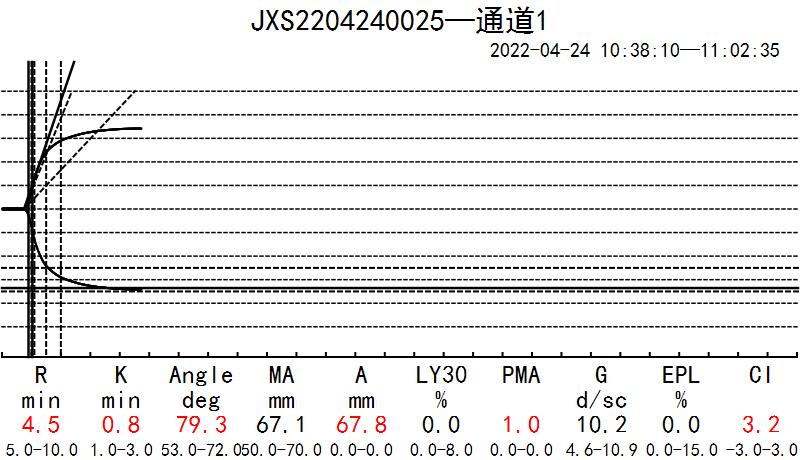 JXS2204240025—通道1
2022-04-24 10:38:10—11:02:35
R K Angle MA A LY30 PMA G EPL CI
min min deg mm mm % d/sc %
4.5 0.8 79.3 67.1 67.8 0.0 1.0 10.2 0.0 3.2
5.0-10.0 1.0-3.0 53.0-72.0 50.0-70.0 0.0-0.0 0.0-8.0 0.0-0.0 4.6-10.9 0.0-15.0 -3.0-3.0